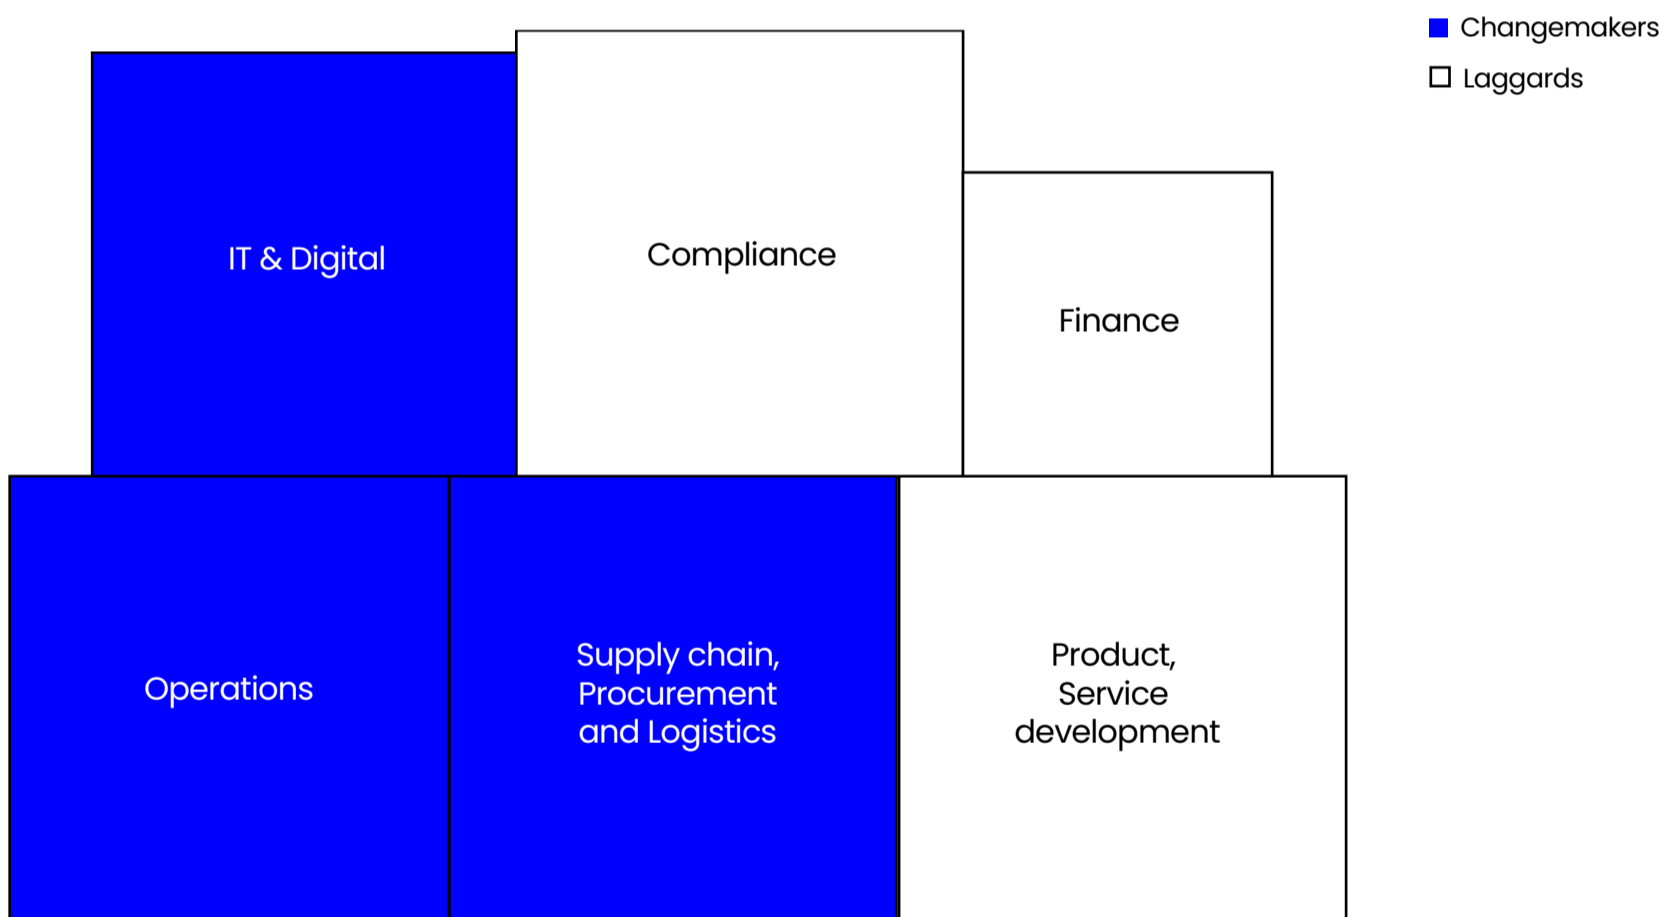 Changemakers
Laggards
IT & Digital
Compliance
Finance
Operations
Supply chain,
Procurement
and Logistics
Product,
Service
development